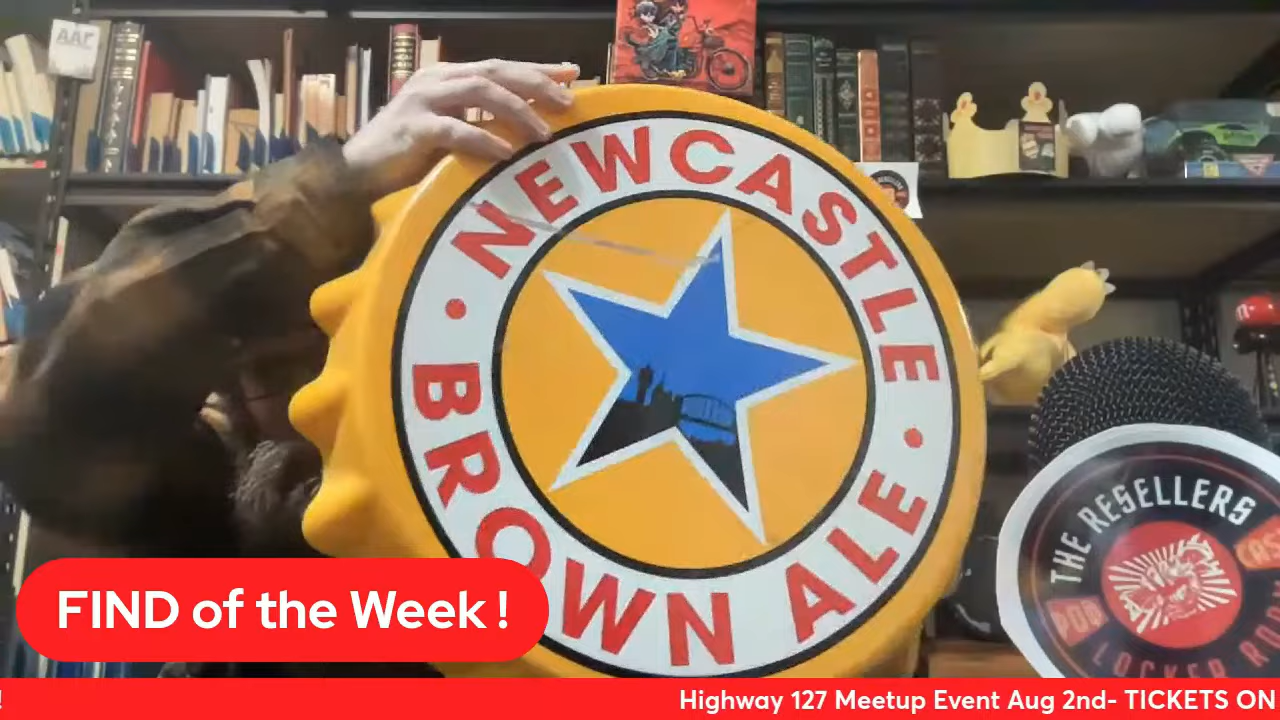 AAP
NEWCASTLE
BROWN ALE
THE RESELLERS
LOCKER ROOM
FIND of the Week !
! Highway 127 Meetup Event Aug 2nd- TICKETS ON